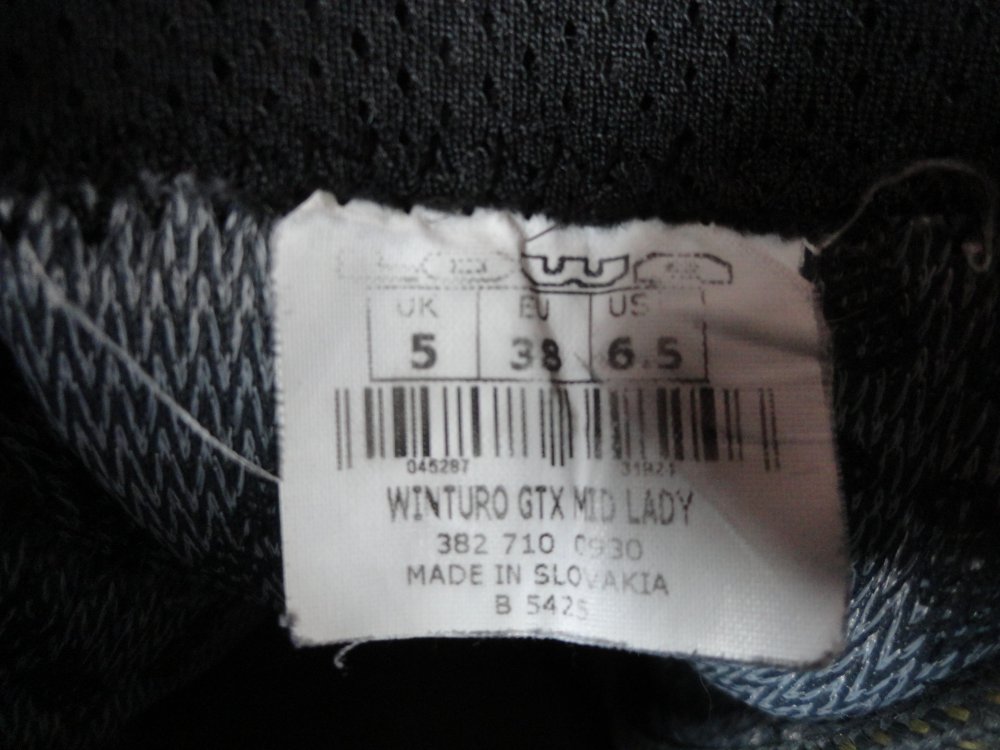 UK EU US
5 38 6.5
045287
WINTURO GTX MID LADY
382 710 0930
MADE IN SLOVAKIA
B 5425